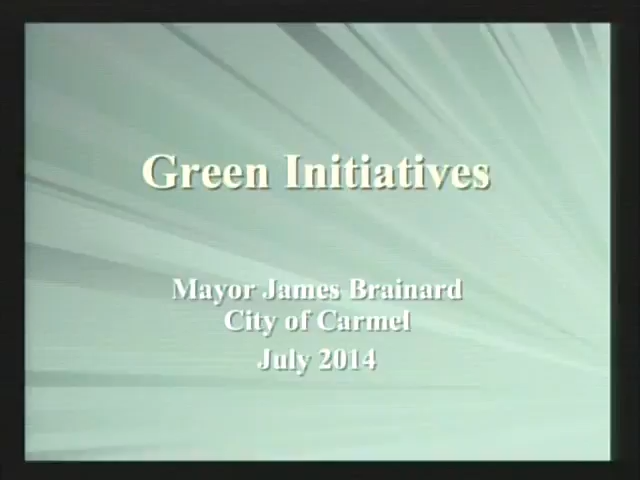 Green Initiatives
Mayor James Brainard
City of Carmel
July 2014